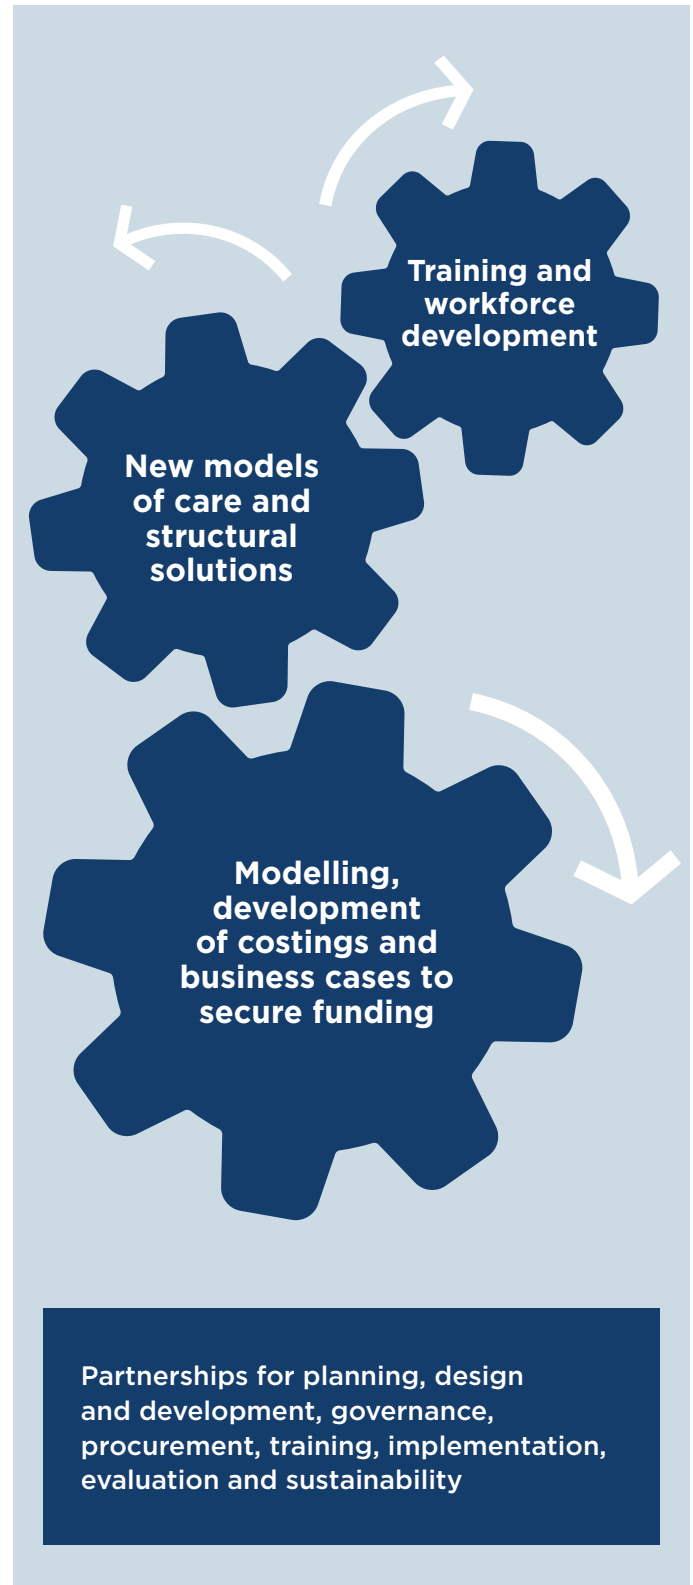 Training and
workforce
development
New models
of care and
structural
solutions
Modelling,
development
of costings and
business cases to
secure funding
Partnerships for planning, design
and development, governance,
procurement, training, implementation,
evaluation and sustainability